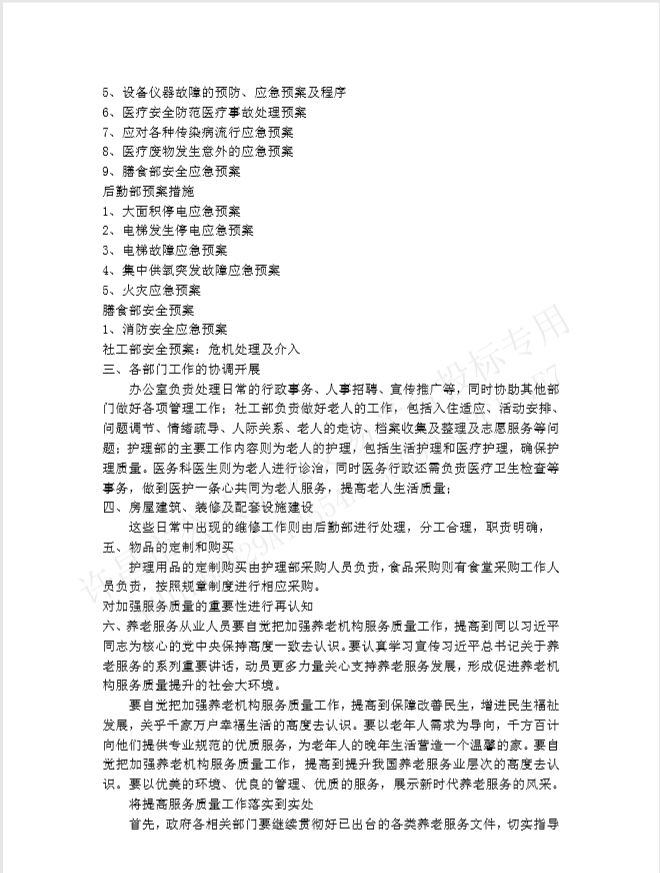 5、设备仪器故障的预防、应急预案及程序
6、医疗安全防范医疗事故处理预案
7、应对各种传染病流行应急预案
8、医疗废物发生意外的应急预案
9、膳食部安全应急预案
后勤部预案措施
1、大面积停电应急预案
2、电梯发生停电应急预案
3、电梯故障应急预案
4、集中供氧突发故障应急预案
5、火灾应急预案
膳食部安全预案
1、消防安全应急预案
社工部安全预案：危机处理及介入
三、各部门工作的协调开展
办公室负责处理日常的行政事务、人事招聘、宣传推广等，同时协助其他部
门做好各项管理工作；社工部负责做好老人的工作，包括入住适应、活动安排、
问题调节、情绪疏导、人际关系、老人的走访、档案收集及整理及志愿服务等问
题；护理部的主要工作内容则为老人的护理，包括生活护理和医疗护理，确保护
理质量。医务科医生则为老人进行诊治，同时医务行政还需负责医疗卫生检查等
事务，做到医护一条心共同为老人服务，提高老人生活质量；
四、房屋建筑、装修及配套设施建设
这些日常中出现的维修工作则由后勤部进行处理，分工合理，职责明确，
五、物品的定制和购买
护理用品的定制购买由护理部采购人员负责，食品采购则有食堂采购工作人
员负责，按照规章制度进行相应采购。
对加强服务质量的重要性进行再认知
六、养老服务从业人员要自觉把加强养老机构服务质量工作，提高到同以习近平
同志为核心的党中央保持高度一致去认识。要认真学习宣传习近平总书记关于养
老服务的系列重要讲话，动员更多力量关心支持养老服务发展，形成促进养老机
构服务质量提升的社会大环境。
要自觉把加强养老机构服务质量工作，提高到保障改善民生，增进民生福祉
发展，关乎千家万户幸福生活的高度去认识。要以老年人需求为导向，千方百计
向他们提供专业规范的优质服务，为老年人的晚年生活营造一个温馨的家。要自
觉把加强养老机构服务质量工作，提高到提升我国养老服务业层次的高度去认
识。要以优美的环境、优良的管理、优质的服务，展示新时代养老服务的风采。
将提高服务质量工作落实到实处
首先，政府各相关部门要继续贯彻好已出台的各类养老服务文件，切实指导